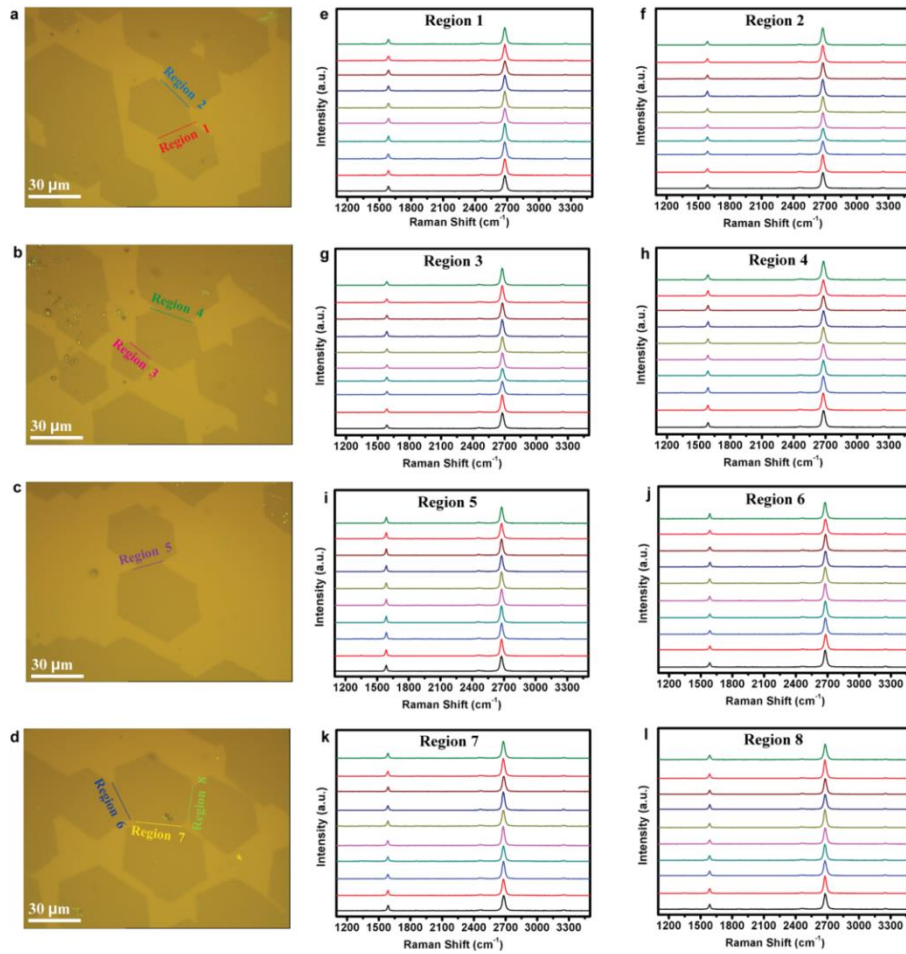 a
Region 2
Region 1
30 µm
e
Region 1
Intensity (a.u.)
1200 1500 1800 2100 2400 2700 3000 3300
Raman Shift (cm⁻¹)
f
Region 2
Intensity (a.u.)
1200 1500 1800 2100 2400 2700 3000 3300
Raman Shift (cm⁻¹)
b
Region 4
Region 3
30 µm
g
Region 3
Intensity (a.u.)
1200 1500 1800 2100 2400 2700 3000 3300
Raman Shift (cm⁻¹)
h
Region 4
Intensity (a.u.)
1200 1500 1800 2100 2400 2700 3000 3300
Raman Shift (cm⁻¹)
c
Region 5
30 µm
i
Region 5
Intensity (a.u.)
1200 1500 1800 2100 2400 2700 3000 3300
Raman Shift (cm⁻¹)
j
Region 6
Intensity (a.u.)
1200 1500 1800 2100 2400 2700 3000 3300
Raman Shift (cm⁻¹)
d
Region 6
Region 7
Region 8
30 µm
k
Region 7
Intensity (a.u.)
1200 1500 1800 2100 2400 2700 3000 3300
Raman Shift (cm⁻¹)
l
Region 8
Intensity (a.u.)
1200 1500 1800 2100 2400 2700 3000 3300
Raman Shift (cm⁻¹)